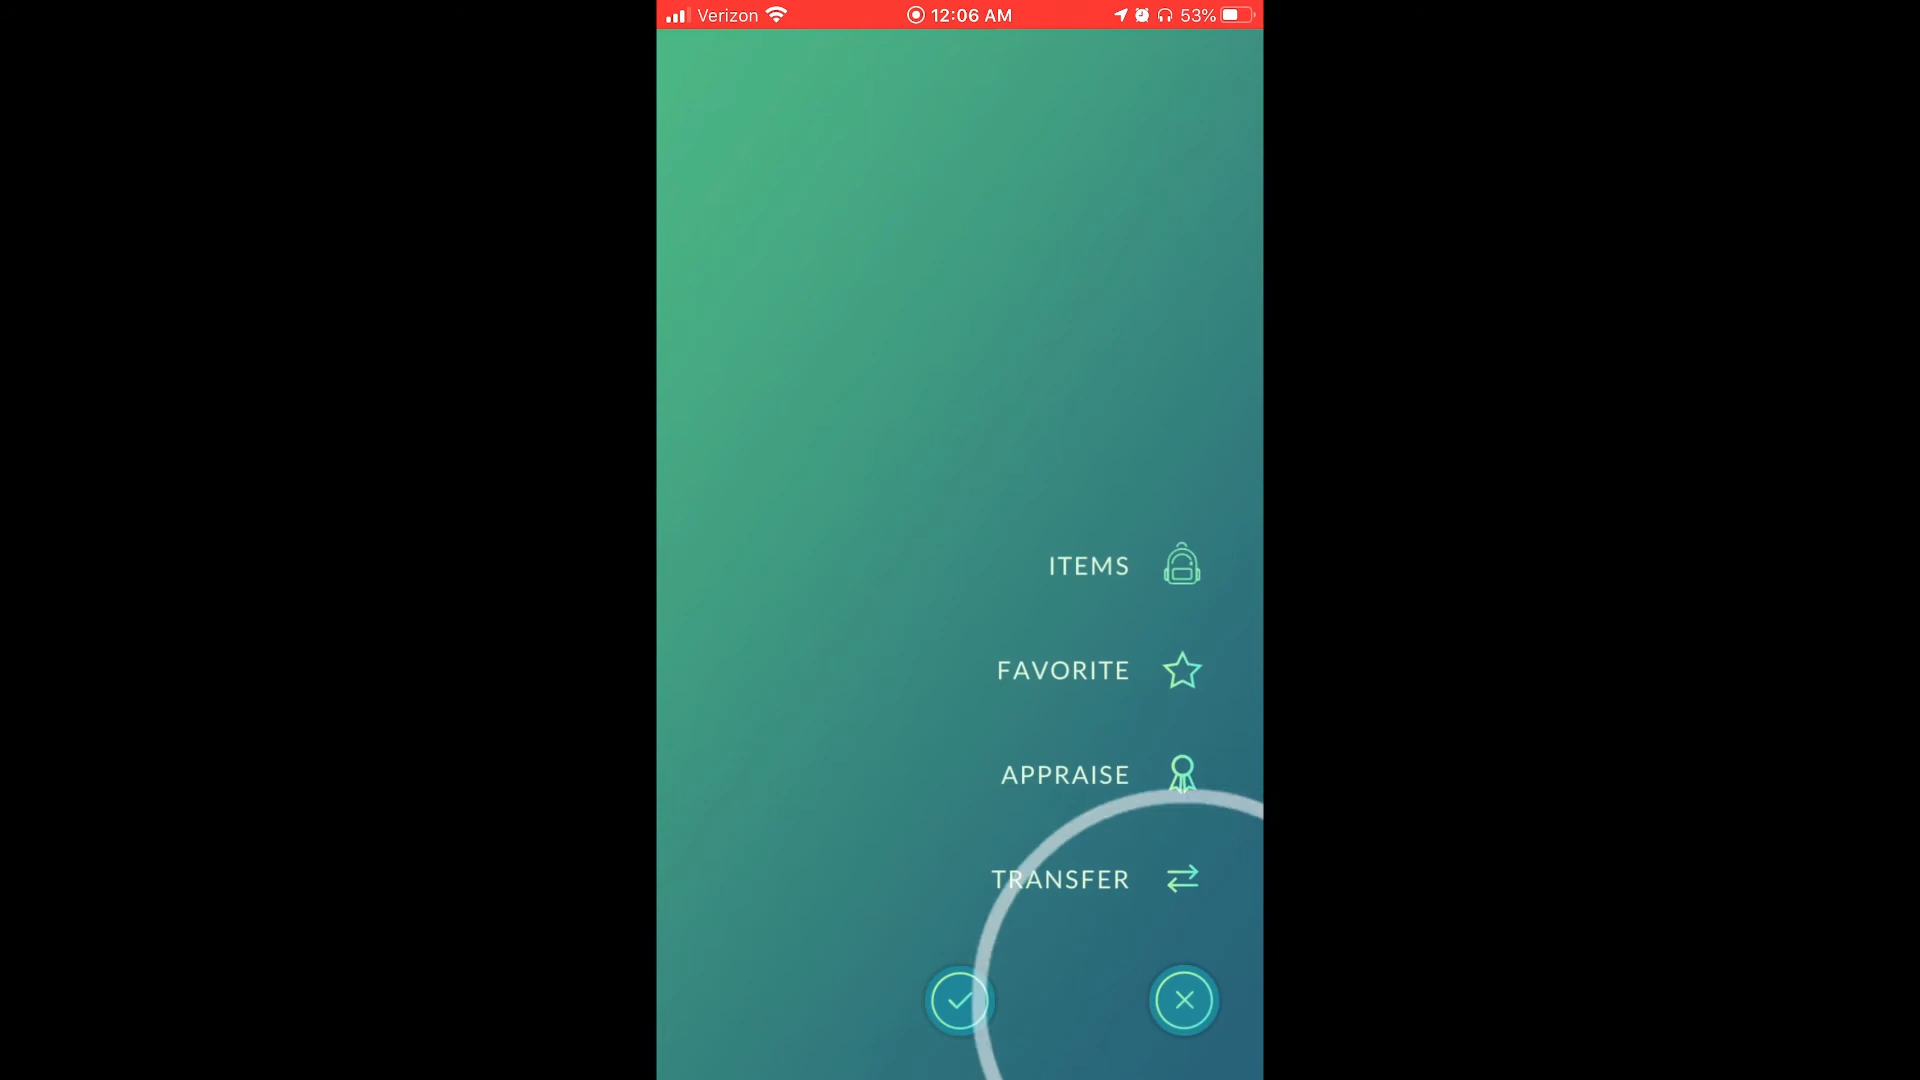 Verizon 12:06 AM 53%
ITEMS
FAVORITE
APPRAISE
TRANSFER